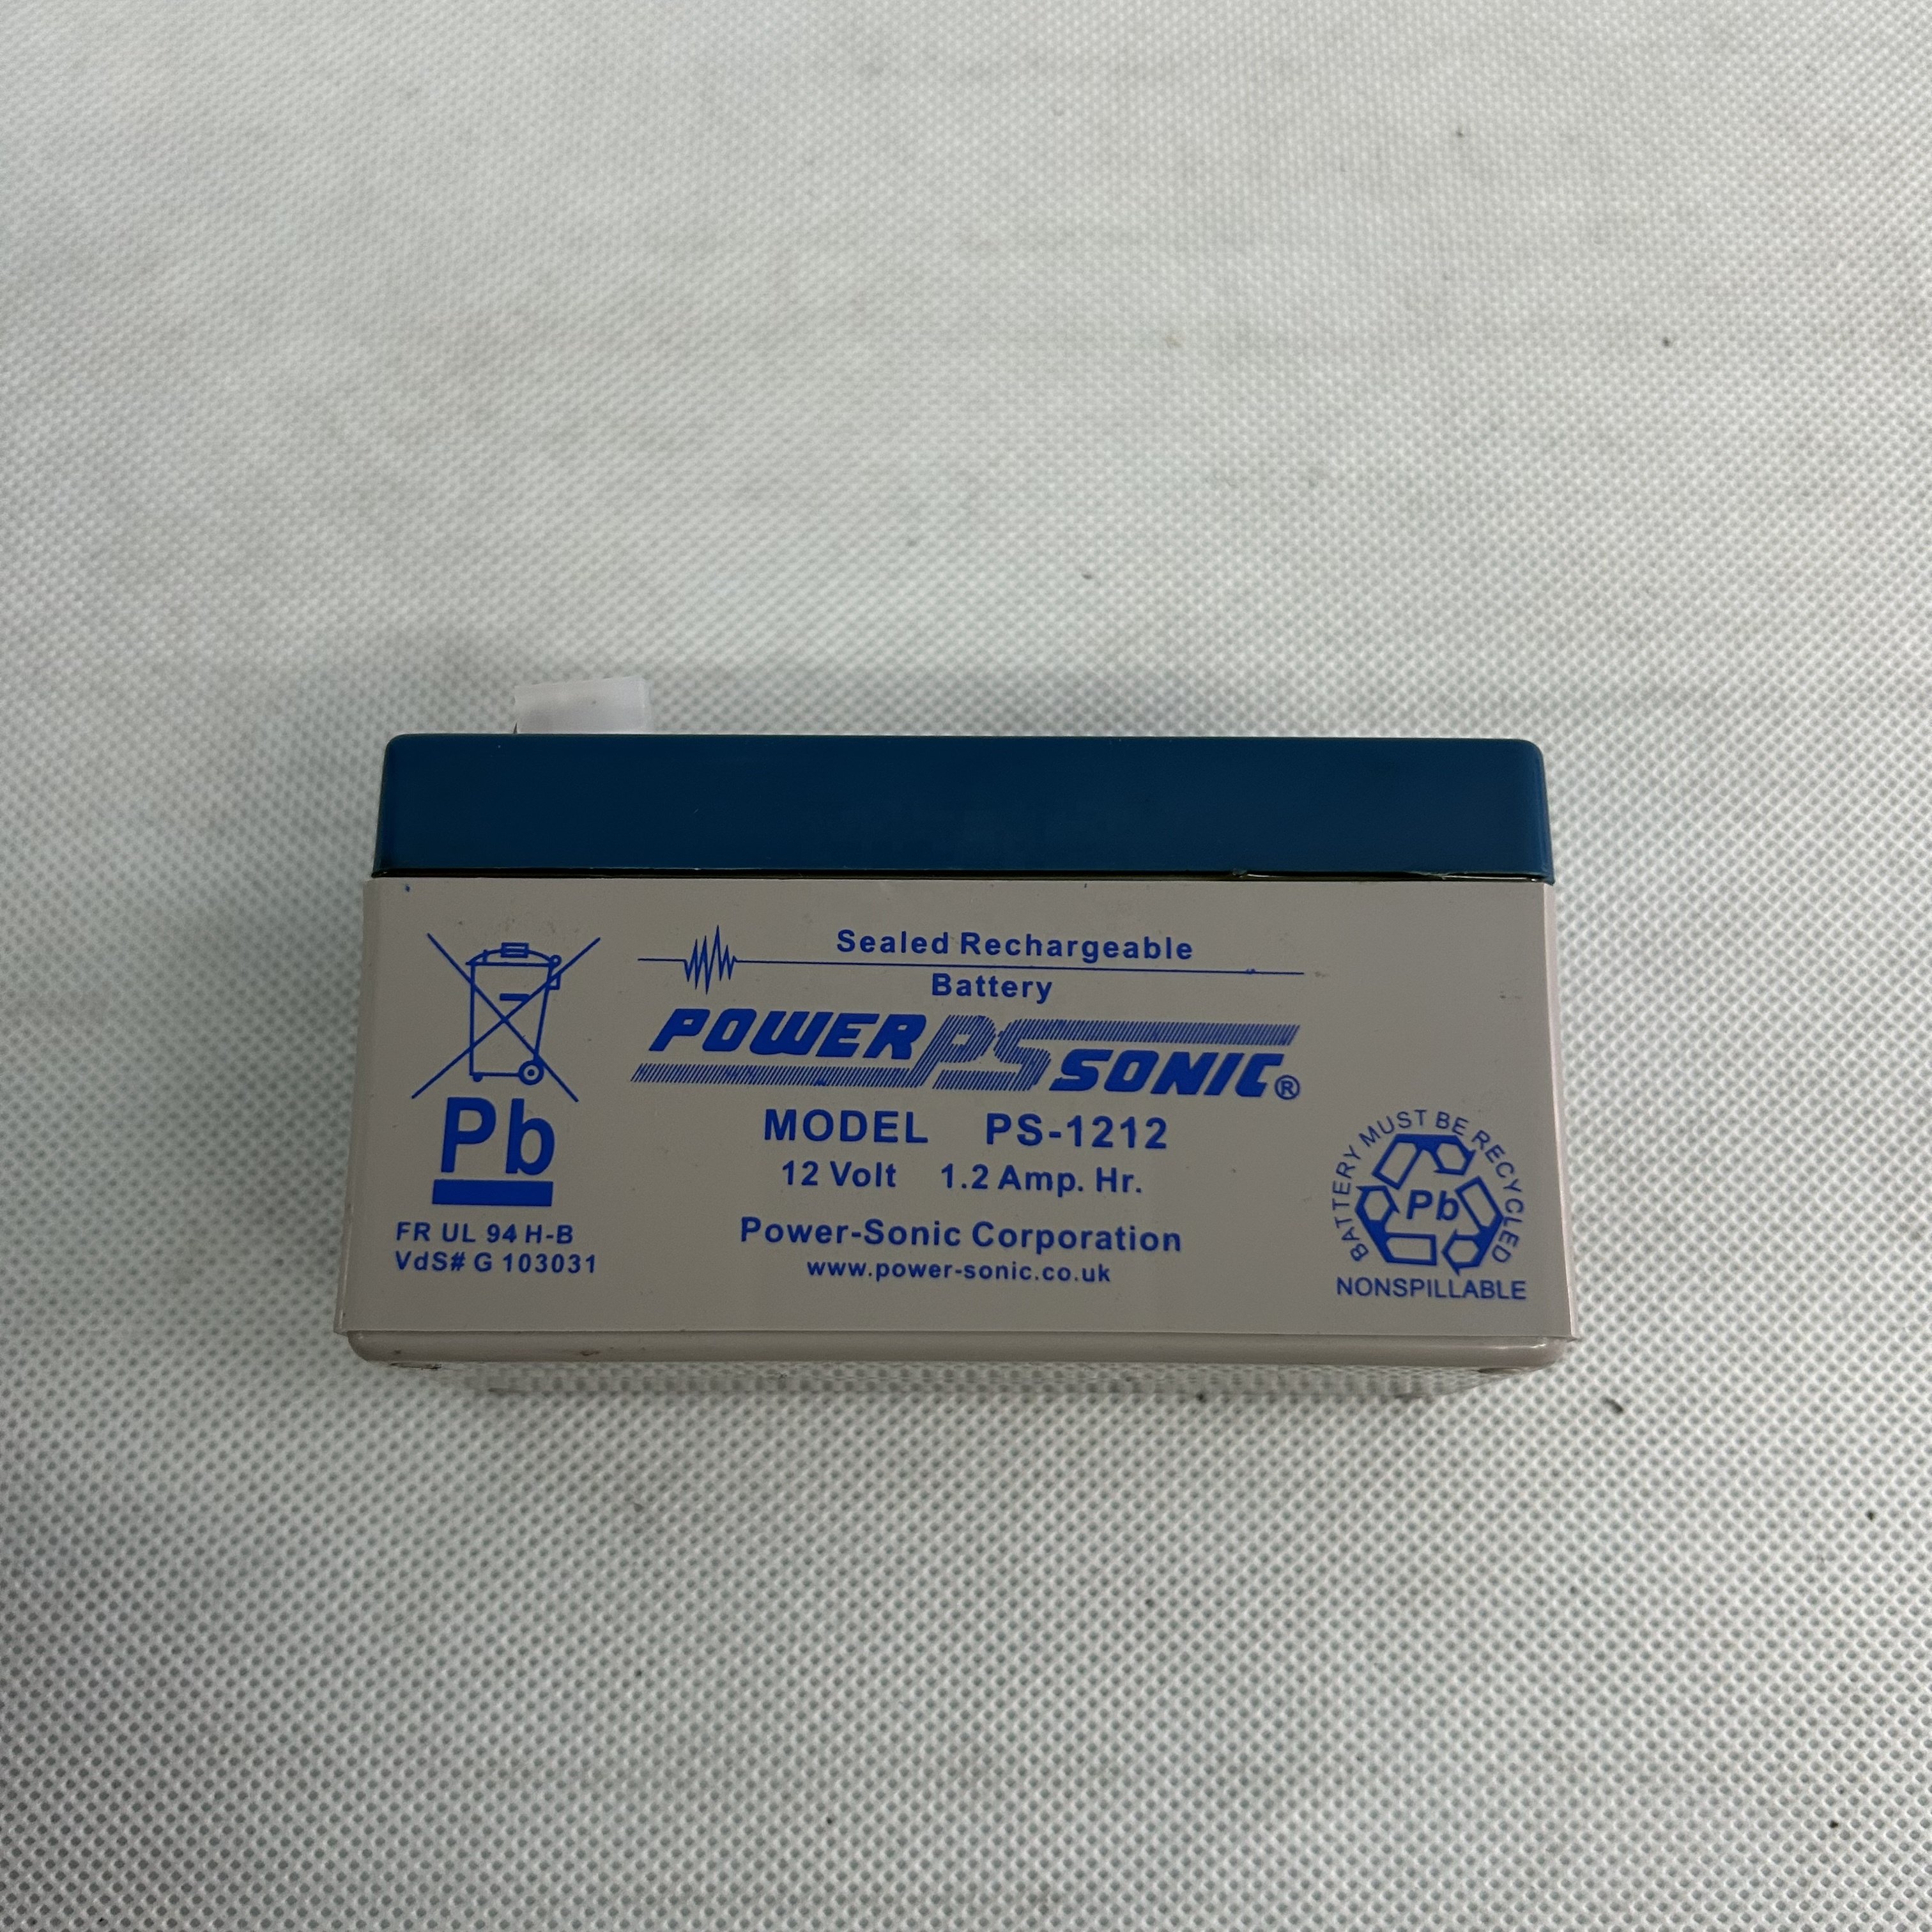 Sealed Rechargeable
Battery
POWER PS SONIC®
MODEL PS-1212
12 Volt 1.2 Amp. Hr.
Power-Sonic Corporation
www.power-sonic.co.uk
Pb
FR UL 94 H-B
VdS# G 103031
BATTERY MUST BE RECYCLED
Pb
NONSPILLABLE